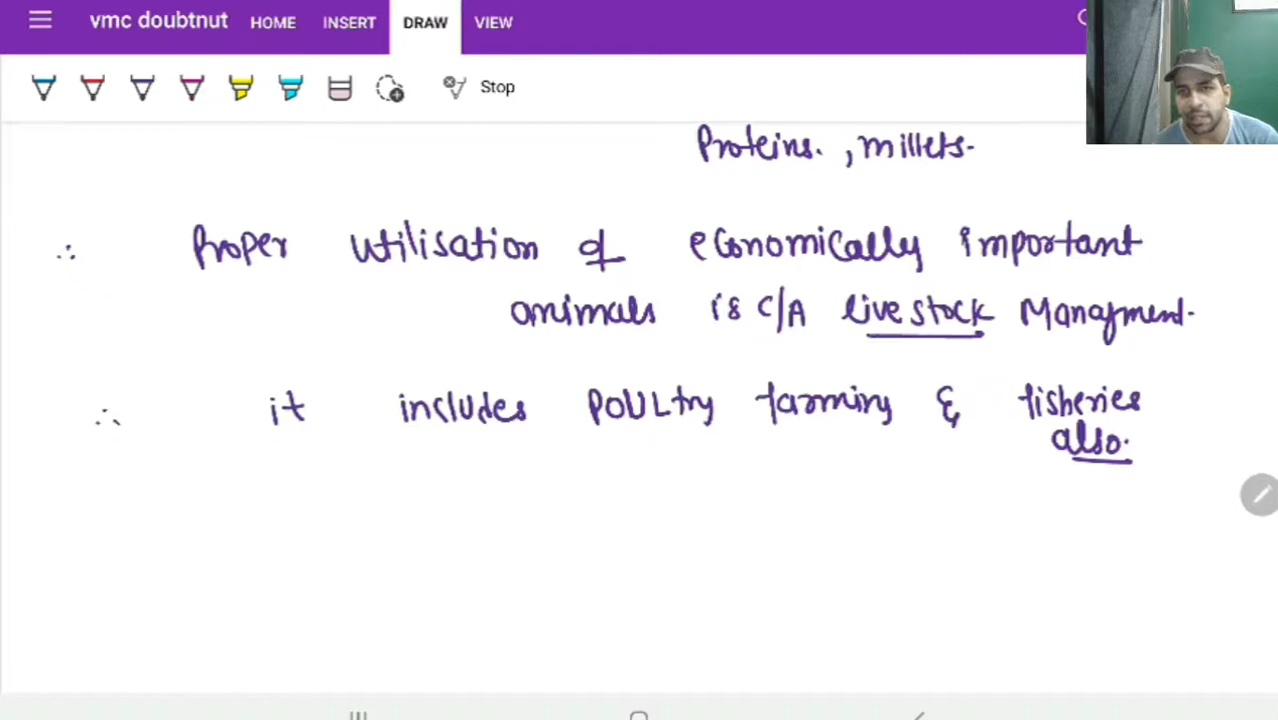 vmc doubtnut HOME INSERT DRAW VIEW
Stop
Proteins. , millets.
∴ Proper utilisation of economically important
animals is C/A livestock Managment.
∴ it includes POULtry farming & fisheries
also.